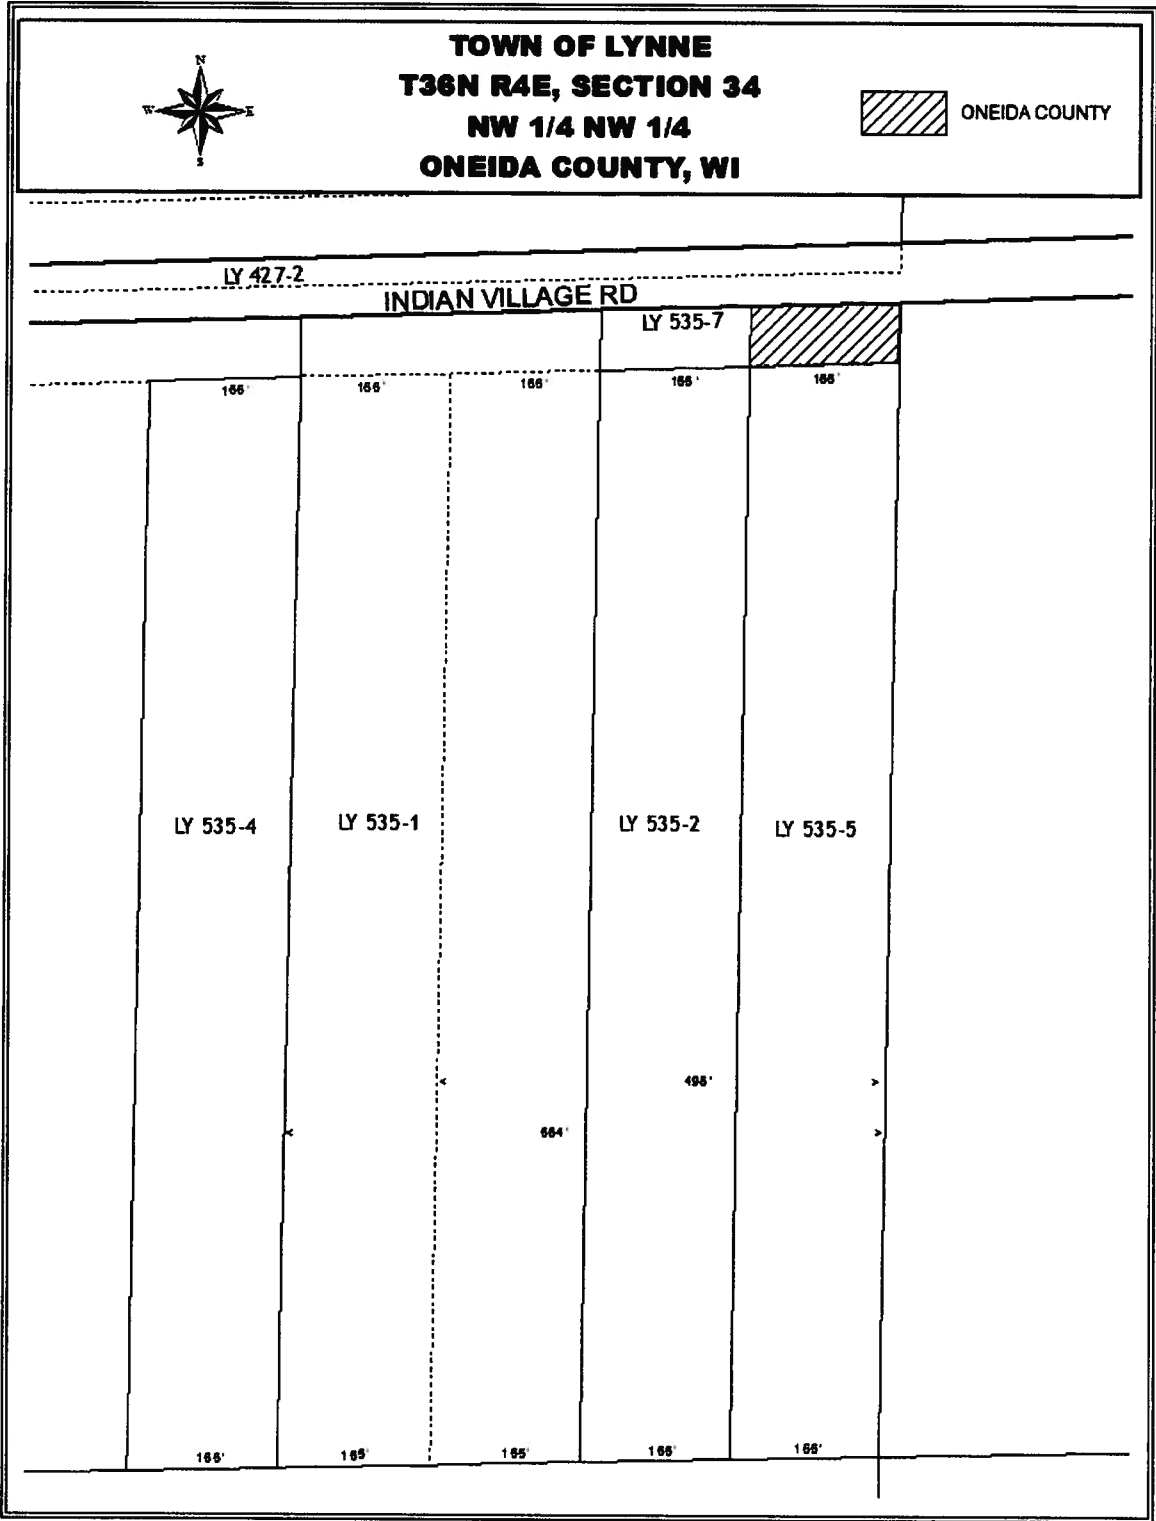 TOWN OF LYNNE
T36N R4E, SECTION 34
NW 1/4 NW 1/4
ONEIDA COUNTY, WI
N
W
E
S
ONEIDA COUNTY
LY 427-2
INDIAN VILLAGE RD
LY 535-7
166' 166' 166' 166' 166'
LY 535-4 LY 535-1 LY 535-2 LY 535-5
498'
664'
166' 166' 166' 166' 166'